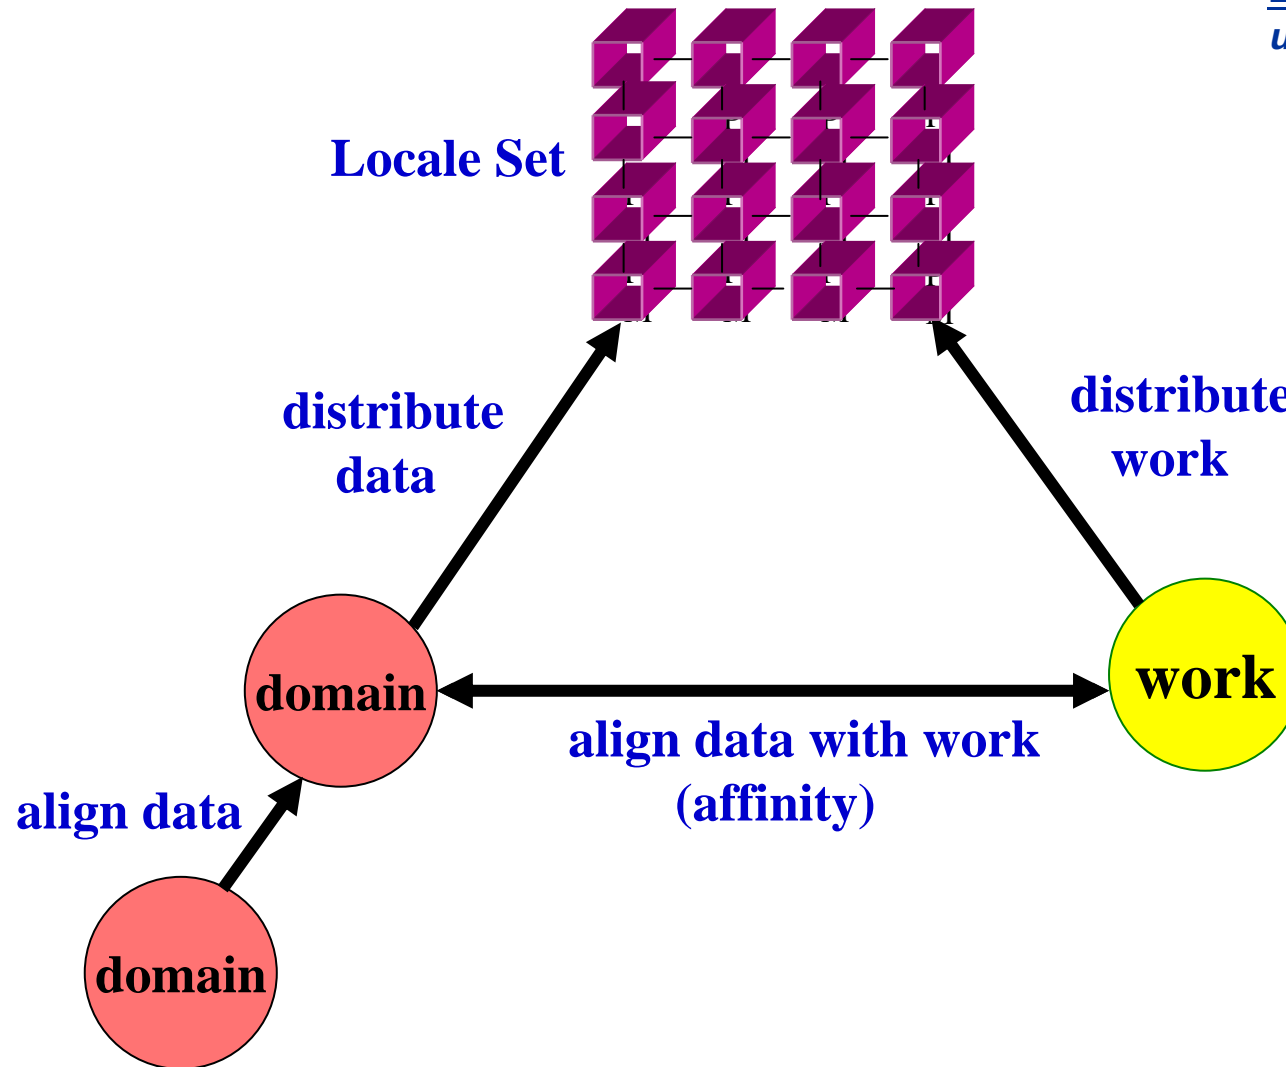 Locale Set
distribute
data
distribute
work
domain
work
align data with work
(affinity)
align data
domain